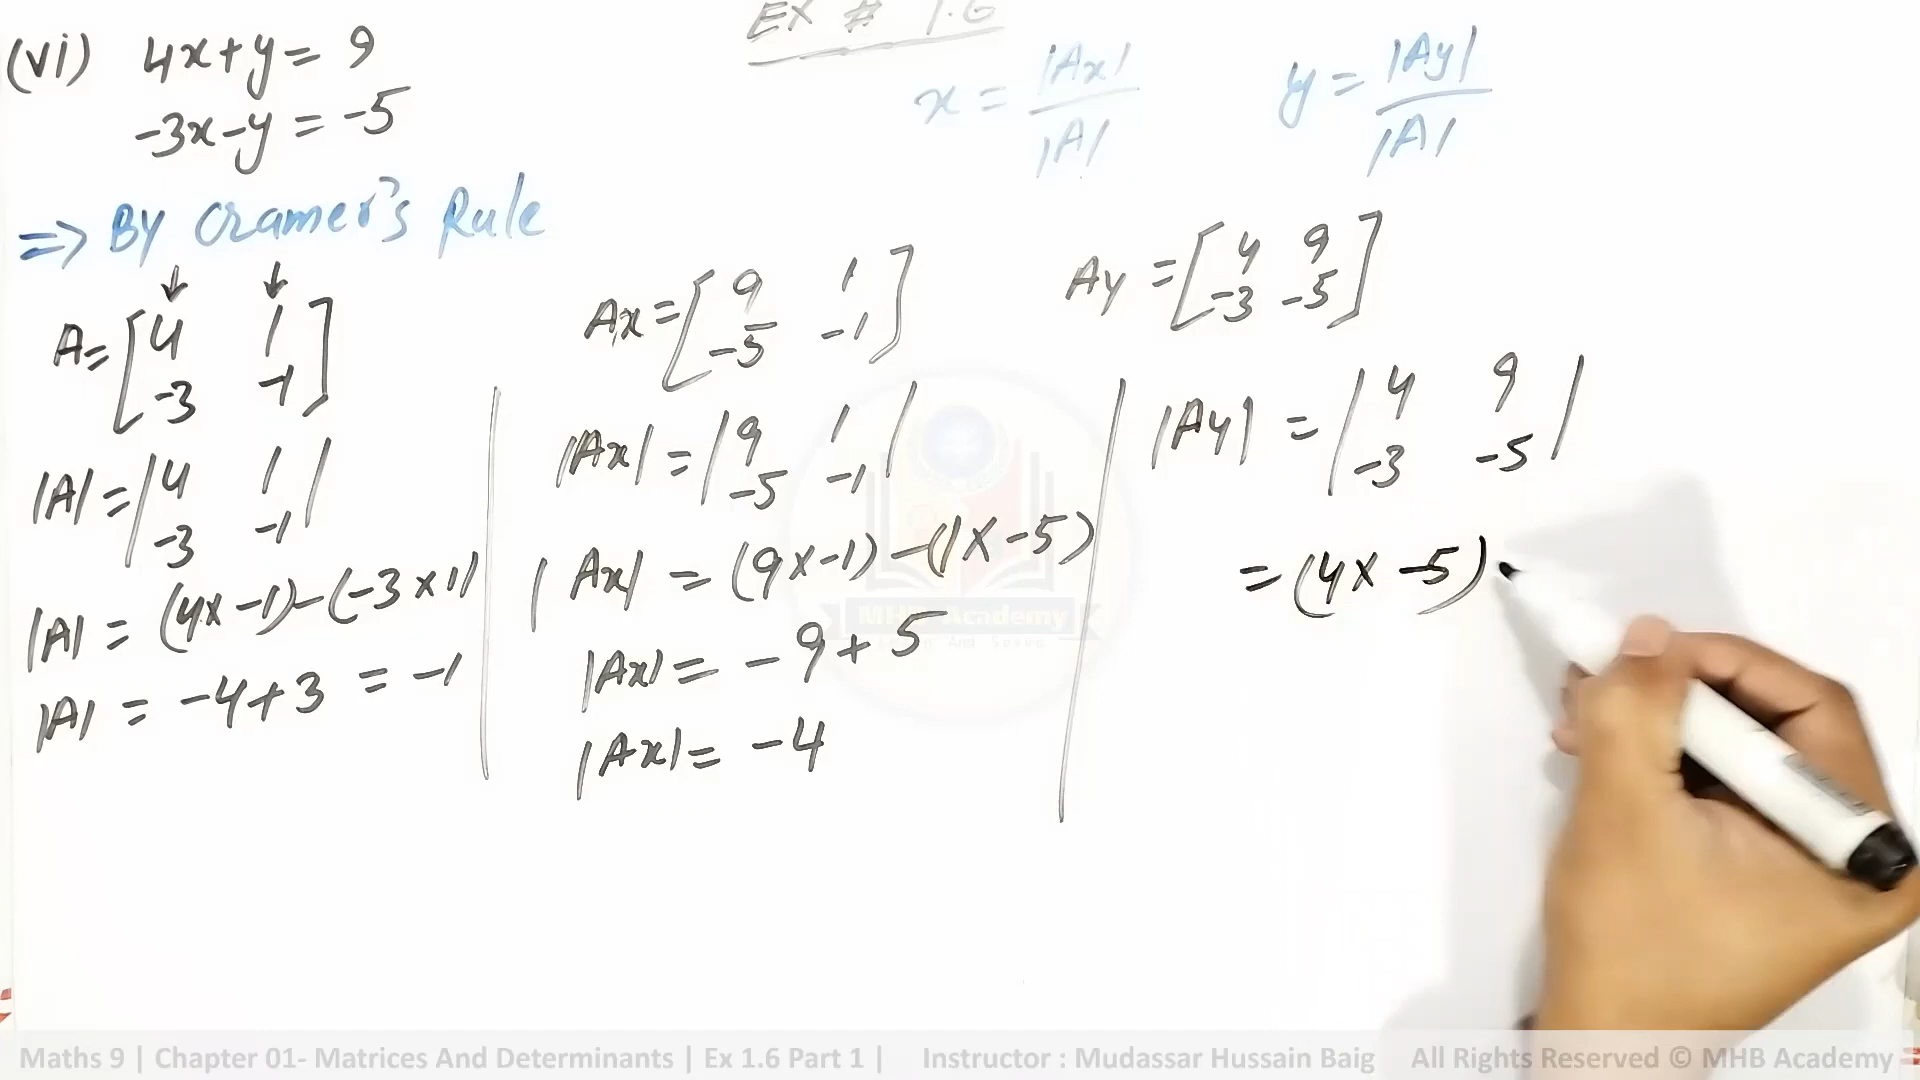 EX # 1.6
(vi) 4x+y = 9
-3x-y = -5
x = |Ax| / |A|
y = |Ay| / |A|
=> By Cramer's Rule
A = [4 1
-3 -1]
|A| = |4 1
-3 -1|
|A| = (4x-1)-(-3x1)
|A| = -4+3 = -1
Ax = [9 1
-5 -1]
|Ax| = |9 1
-5 -1|
|Ax| = (9x-1)-(1x-5)
|Ax| = -9+5
|Ax| = -4
Ay = [4 9
-3 -5]
|Ay| = |4 9
-3 -5|
= (4x-5)
MHB Academy
And
Maths 9 | Chapter 01- Matrices And Determinants | Ex 1.6 Part 1 | Instructor : Mudassar Hussain Baig All Rights Reserved © MHB Academy